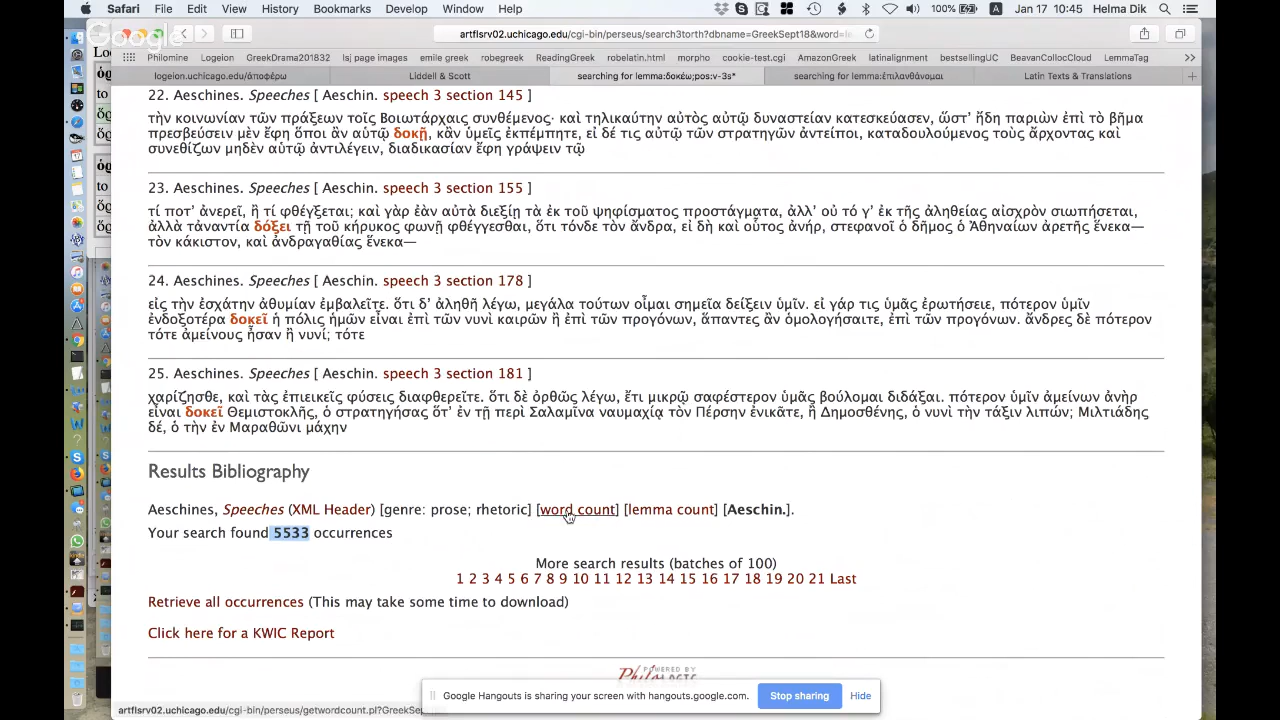 Safari File Edit View History Bookmarks Develop Window Help 100% A Jan 17 10:45 Helma Dik
Google
artflsrv02.uchicago.edu/cgi-bin/perseus/search3torth?dbname=GreekSept18&word=l
Philomine Logeion GreekDrama201832 lsj page images emile greek robegreek RereadingGreek robelatin.html morpho cookie-test.cgi AmazonGreek latinalignment bestsellingUC BeavanCollocCloud LemmaTag
logeion.uchicago.edu/ἀποφέρω Liddell & Scott searching for lemma:δοκέω;pos:v-3s* searching for lemma:ἐπιλανθάνομαι Latin Texts & Translations
22. Aeschines. Speeches [ Aeschin. speech 3 section 145 ]
τὴν κοινωνίαν τῶν πράξεων τοῖς Βοιωτάρχαις συνθέμενος· καὶ τηλικαύτην αὐτὸς αὑτῷ δυναστείαν κατεσκεύασεν, ὥστ’ ἤδη παριὼν ἐπὶ τὸ βῆμα
πρεσβεύσειν μὲν ἔφη ὅποι ἂν αὐτῷ δοκῇ, κἂν ὑμεῖς ἐκπέμπητε, εἰ δέ τις αὐτῷ τῶν στρατηγῶν ἀντείποι, καταδουλούμενος τοὺς ἄρχοντας καὶ
συνεθίζων μηδὲν αὑτῷ ἀντιλέγειν, διαδικασίαν ἔφη γράψειν τῷ
23. Aeschines. Speeches [ Aeschin. speech 3 section 155 ]
τί ποτ’ ἀνερεῖ, ἢ τί φθέγξεται; καὶ γὰρ ἐὰν αὐτὰ διεξίῃ τὰ ἐκ τοῦ ψηφίσματος προστάγματα, ἀλλ’ οὐ τό γ’ ἐκ τῆς ἀληθείας αἰσχρὸν σιωπήσεται,
ἀλλὰ τἀναντία δόξει τῇ τοῦ κήρυκος φωνῇ φθέγγεσθαι, ὅτι τόνδε τὸν ἄνδρα, εἰ δὴ καὶ οὗτος ἀνήρ, στεφανοῖ ὁ δῆμος ὁ Ἀθηναίων ἀρετῆς ἕνεκα—
τὸν κάκιστον, καὶ ἀνδραγαθίας ἕνεκα—
24. Aeschines. Speeches [ Aeschin. speech 3 section 178 ]
εἰς τὴν ἐσχάτην ἀθυμίαν ἐμβαλεῖτε. ὅτι δ’ ἀληθῆ λέγω, μεγάλα τούτων οἶμαι σημεῖα δείξειν ὑμῖν. εἰ γάρ τις ὑμᾶς ἐρωτήσειε, πότερον ὑμῖν
ἐνδοξοτέρα δοκεῖ ἡ πόλις ἡμῶν εἶναι ἐπὶ τῶν νυνὶ καιρῶν ἢ ἐπὶ τῶν προγόνων, ἅπαντες ἂν ὁμολογήσαιτε, ἐπὶ τῶν προγόνων. ἄνδρες δὲ πότερον
τότε ἀμείνους ἦσαν ἢ νυνί; τότε
25. Aeschines. Speeches [ Aeschin. speech 3 section 181 ]
χαρίζησθε, καὶ τὰς ἐπιεικεῖς φύσεις διαφθερεῖτε. ὅτι δὲ ὀρθῶς λέγω, ἔτι μικρῷ σαφέστερον ὑμᾶς βούλομαι διδάξαι. πότερον ὑμῖν ἀμείνων ἀνὴρ
εἶναι δοκεῖ Θεμιστοκλῆς, ὁ στρατηγήσας ὅτ’ ἐν τῇ περὶ Σαλαμῖνα ναυμαχίᾳ τὸν Πέρσην ἐνικᾶτε, ἢ Δημοσθένης, ὁ νυνὶ τὴν τάξιν λιπών; Μιλτιάδης
δέ, ὁ τὴν ἐν Μαραθῶνι μάχην
Results Bibliography
Aeschines, Speeches (XML Header) [genre: prose; rhetoric] [word count] [lemma count] [Aeschin.].
Your search found 5533 occurrences
More search results (batches of 100)
1 2 3 4 5 6 7 8 9 10 11 12 13 14 15 16 17 18 19 20 21 Last
Retrieve all occurrences (This may take some time to download)
Click here for a KWIC Report
POWERED BY
Google Hangouts is sharing your screen with hangouts.google.com. Stop sharing Hide
artflsrv02.uchicago.edu/cgi-bin/perseus/getwordcount.pl?GreekSep